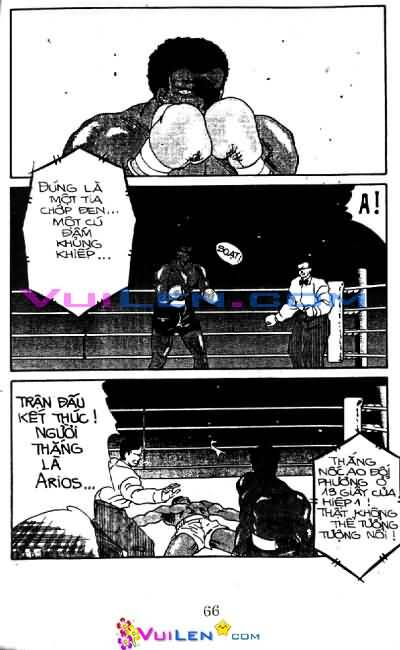 ĐÚNG LÀ
MỘT TIA
CHỚP ĐEN...
MỘT CÚ
ĐẤM
KHỦNG
KHIẾP...
A!
SOẠT!
VUILEN.COM
TRẬN ĐẤU
KẾT THÚC!
NGƯỜI
THẮNG
LÀ
ARIOS...
THẮNG
NỐC AO ĐỐI
PHƯƠNG Ở
19 GIÂY CỦA
HIỆP 1!
THẬT KHÔNG
THỂ TƯỞNG
TƯỢNG NỔI!
66
VUILEN.COM